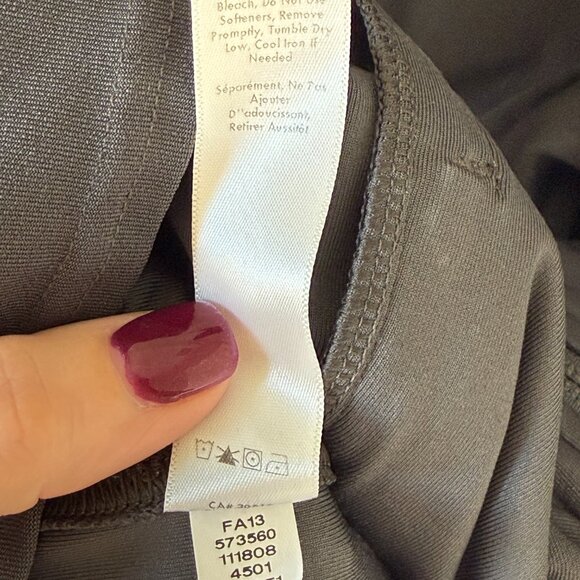 Bleach, Do Not Use
Softeners, Remove
Promptly, Tumble Dry
Low, Cool Iron If
Needed
Séparément, Ne Pas
Ajouter
D''adoucissant,
Retirer Aussitôt
CA#
FA13
573560
111808
4501